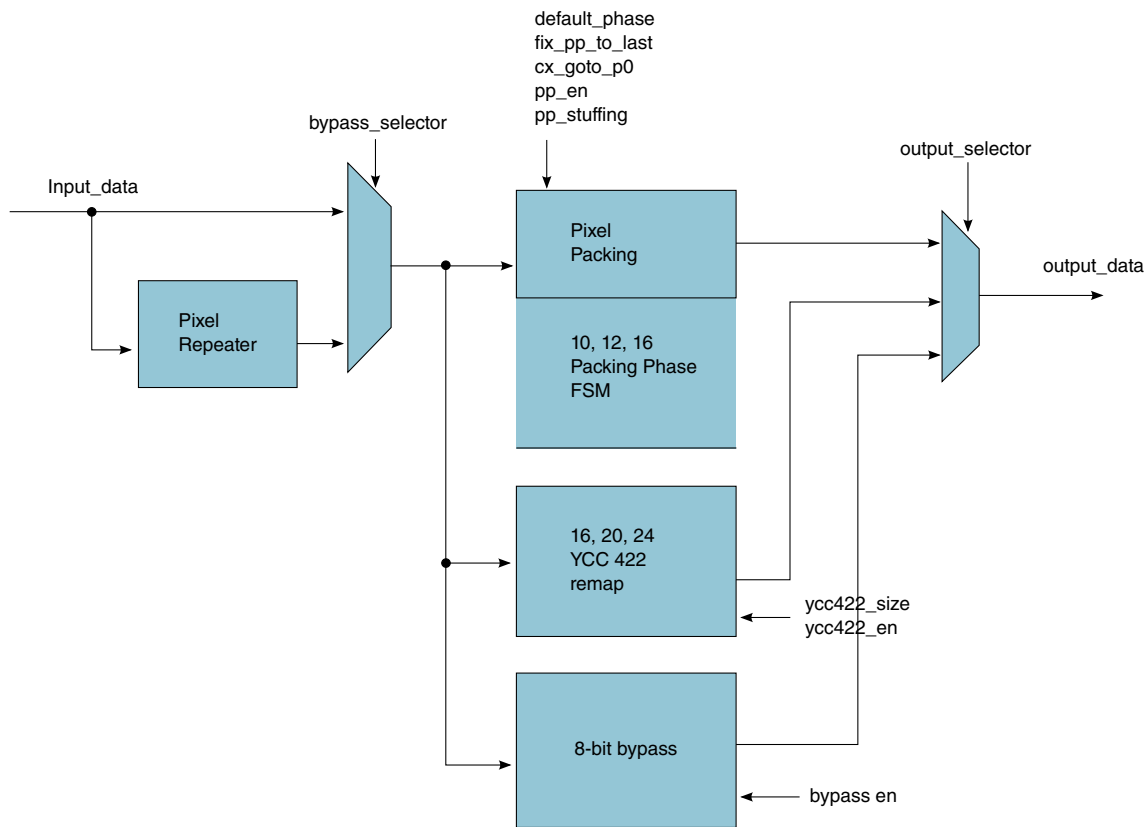 default_phase
fix_pp_to_last
cx_goto_p0
pp_en
pp_stuffing
bypass_selector
output_selector
Input_data
Pixel
Packing
output_data
Pixel
Repeater
10, 12, 16
Packing Phase
FSM
16, 20, 24
YCC 422
remap
ycc422_size
ycc422_en
8-bit bypass
bypass en